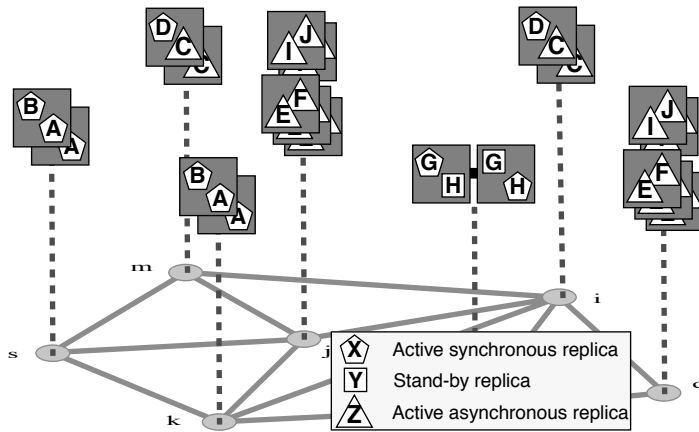 D
C
C
J
I
F
E
D
C
C
B
A
A
J
I
F
E
B
A
A
G
H
G
H
m
i
s
j
k
X Active synchronous replica
Y Stand-by replica
Z Active asynchronous replica